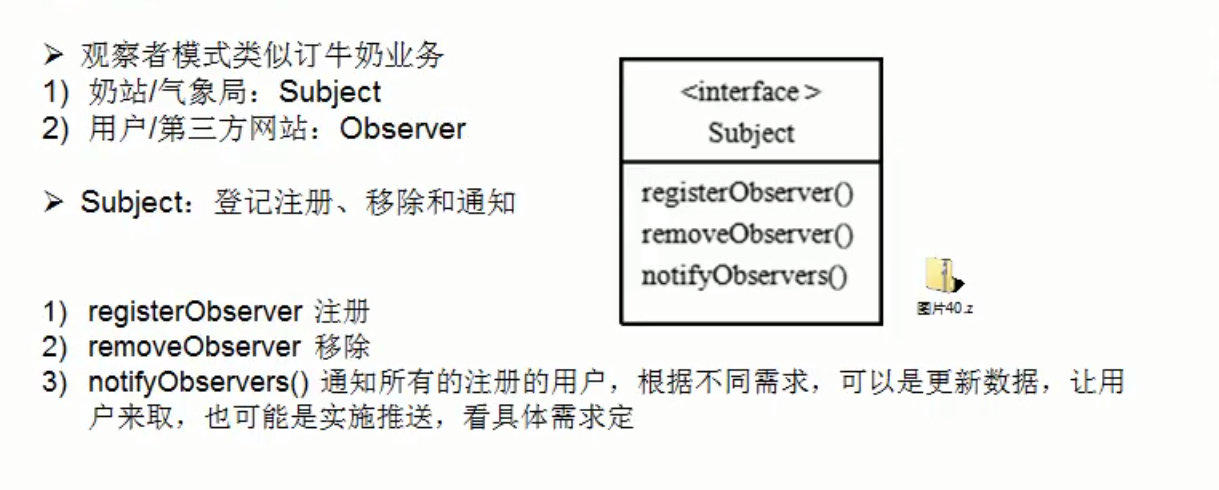 ➢ 观察者模式类似订牛奶业务
1) 奶站/气象局：Subject
2) 用户/第三方网站：Observer
➢ Subject：登记注册、移除和通知
1) registerObserver 注册
2) removeObserver 移除
3) notifyObservers() 通知所有的注册的用户，根据不同需求，可以是更新数据，让用
户来取，也可能是实施推送，看具体需求定
<interface >
Subject
registerObserver()
removeObserver()
notifyObservers()
图片40.z